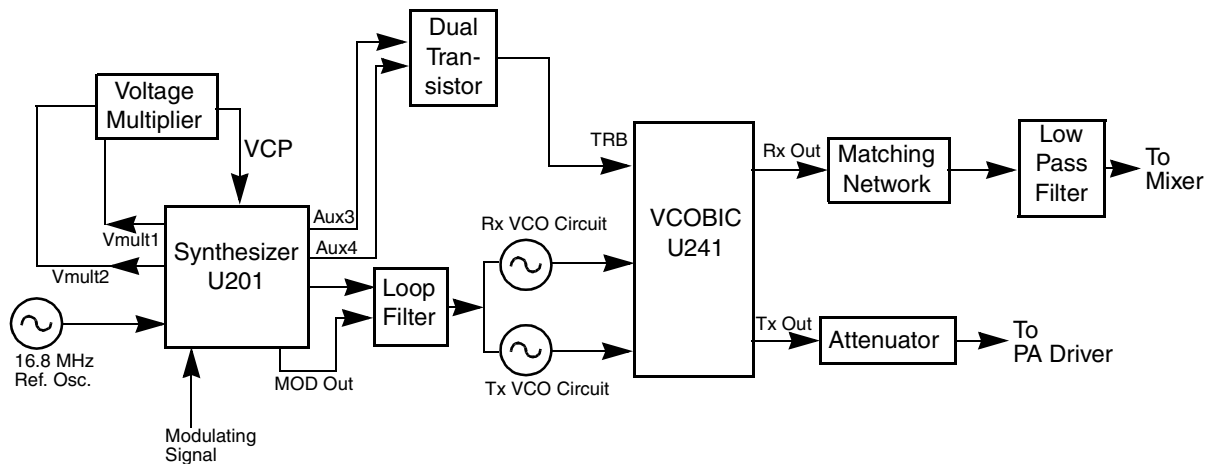 Dual
Tran-
sistor
Voltage
Multiplier
VCP
TRB
Rx Out
Matching
Network
Low
Pass
Filter
To
Mixer
Aux3
Vmult1
Aux4
Vmult2
Synthesizer
U201
Rx VCO Circuit
VCOBIC
U241
Loop
Filter
16.8 MHz
Ref. Osc.
MOD Out
Tx VCO Circuit
Tx Out
Attenuator
To
PA Driver
Modulating
Signal